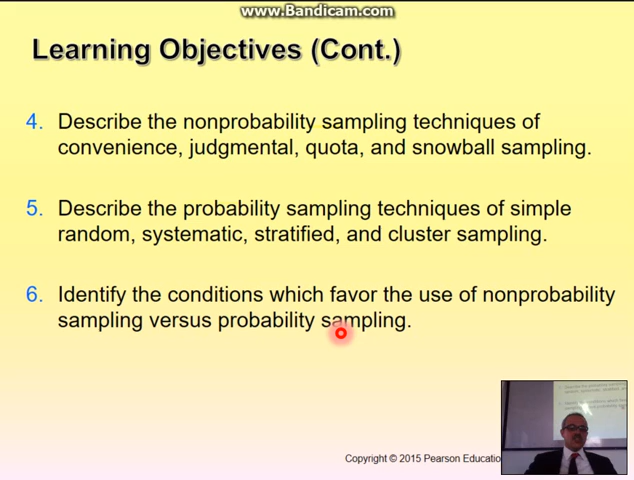 www.Bandicam.com
Learning Objectives (Cont.)
4. Describe the nonprobability sampling techniques of
convenience, judgmental, quota, and snowball sampling.
5. Describe the probability sampling techniques of simple
random, systematic, stratified, and cluster sampling.
6. Identify the conditions which favor the use of nonprobability
sampling versus probability sampling.
Copyright © 2015 Pearson Educatio